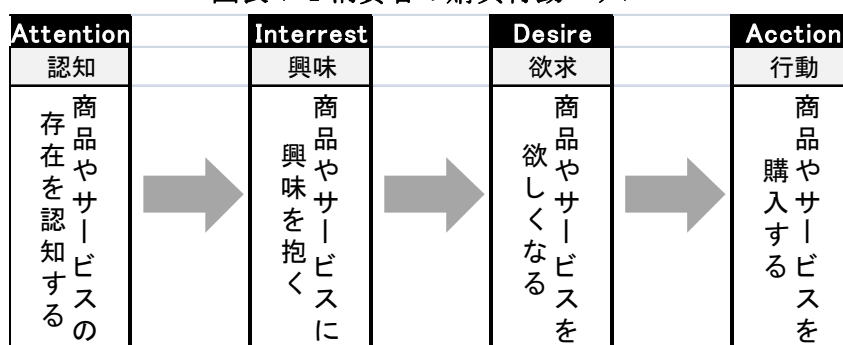 Attention
Interrest
Desire
Acction
認知
興味
欲求
行動
商品やサービスの
存在を認知する
商品やサービスに
興味を抱く
商品やサービスを
欲しくなる
商品やサービスを
購入する